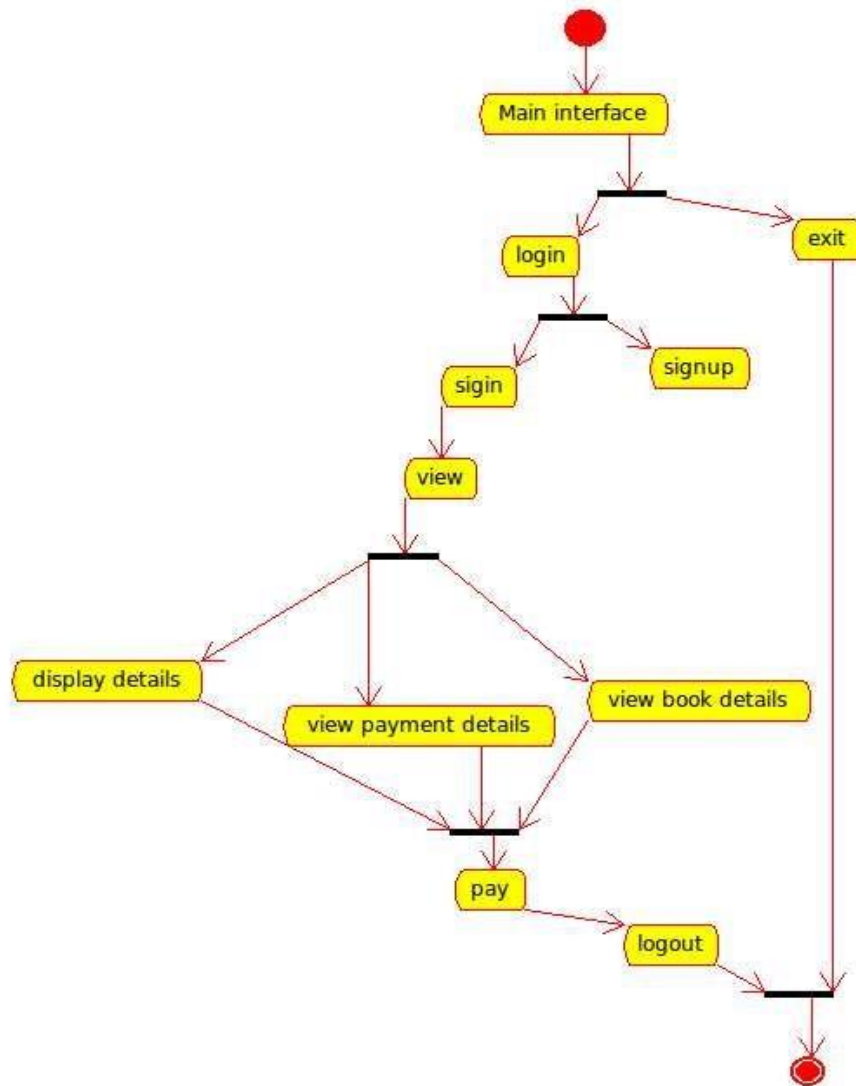 Main interface
login
exit
sigin
signup
view
display details
view payment details
view book details
pay
logout